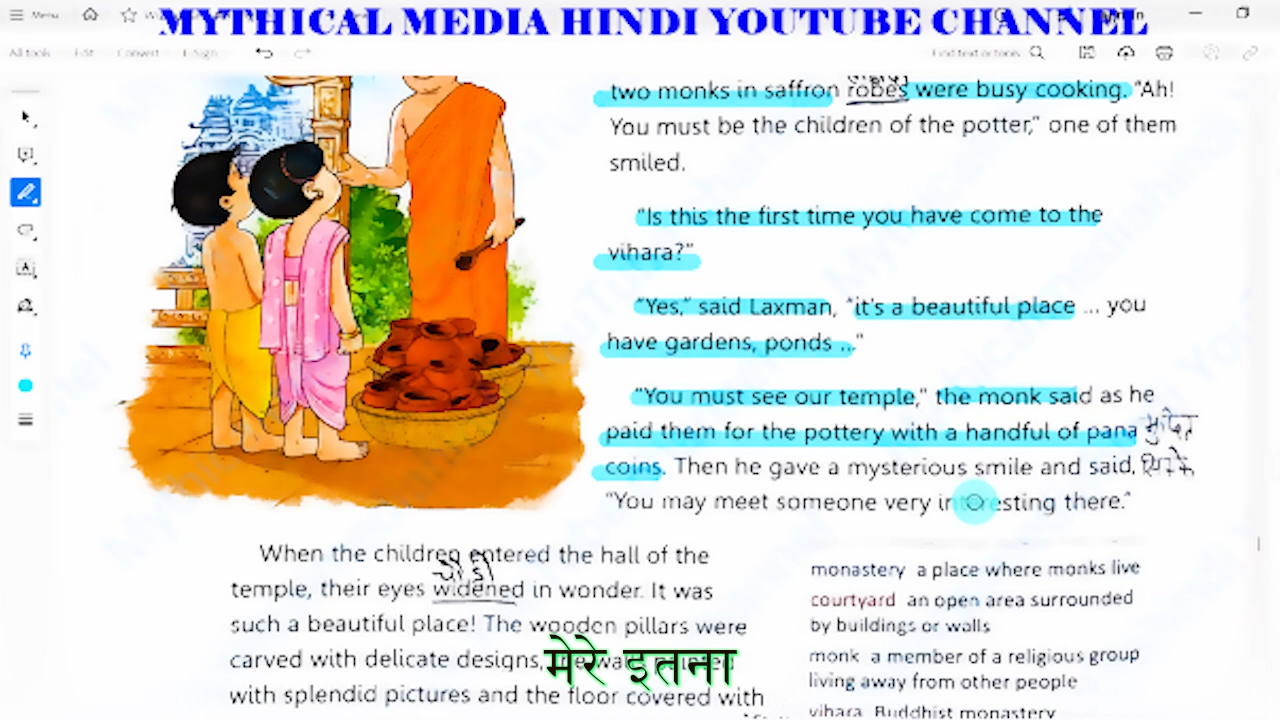 MYTHICAL MEDIA HINDI YOUTUBE CHANNEL
Menu
All tools Edit Convert E-Sign
Find text or tools
two monks in saffron robes were busy cooking. “Ah!
You must be the children of the potter,” one of them
smiled.
“Is this the first time you have come to the
vihara?”
“Yes,” said Laxman, “it's a beautiful place ... you
have gardens, ponds ...”
“You must see our temple,” the monk said as he
paid them for the pottery with a handful of pana
coins. Then he gave a mysterious smile and said,
“You may meet someone very interesting there.”
When the children entered the hall of the
चौड़ी
temple, their eyes widened in wonder. It was
such a beautiful place! The wooden pillars were
carved with delicate designs, the walls painted
with splendid pictures and the floor covered with
monastery a place where monks live
courtyard an open area surrounded
by buildings or walls
monk a member of a religious group
living away from other people
vihara Buddhist monastery
मेरे इतना